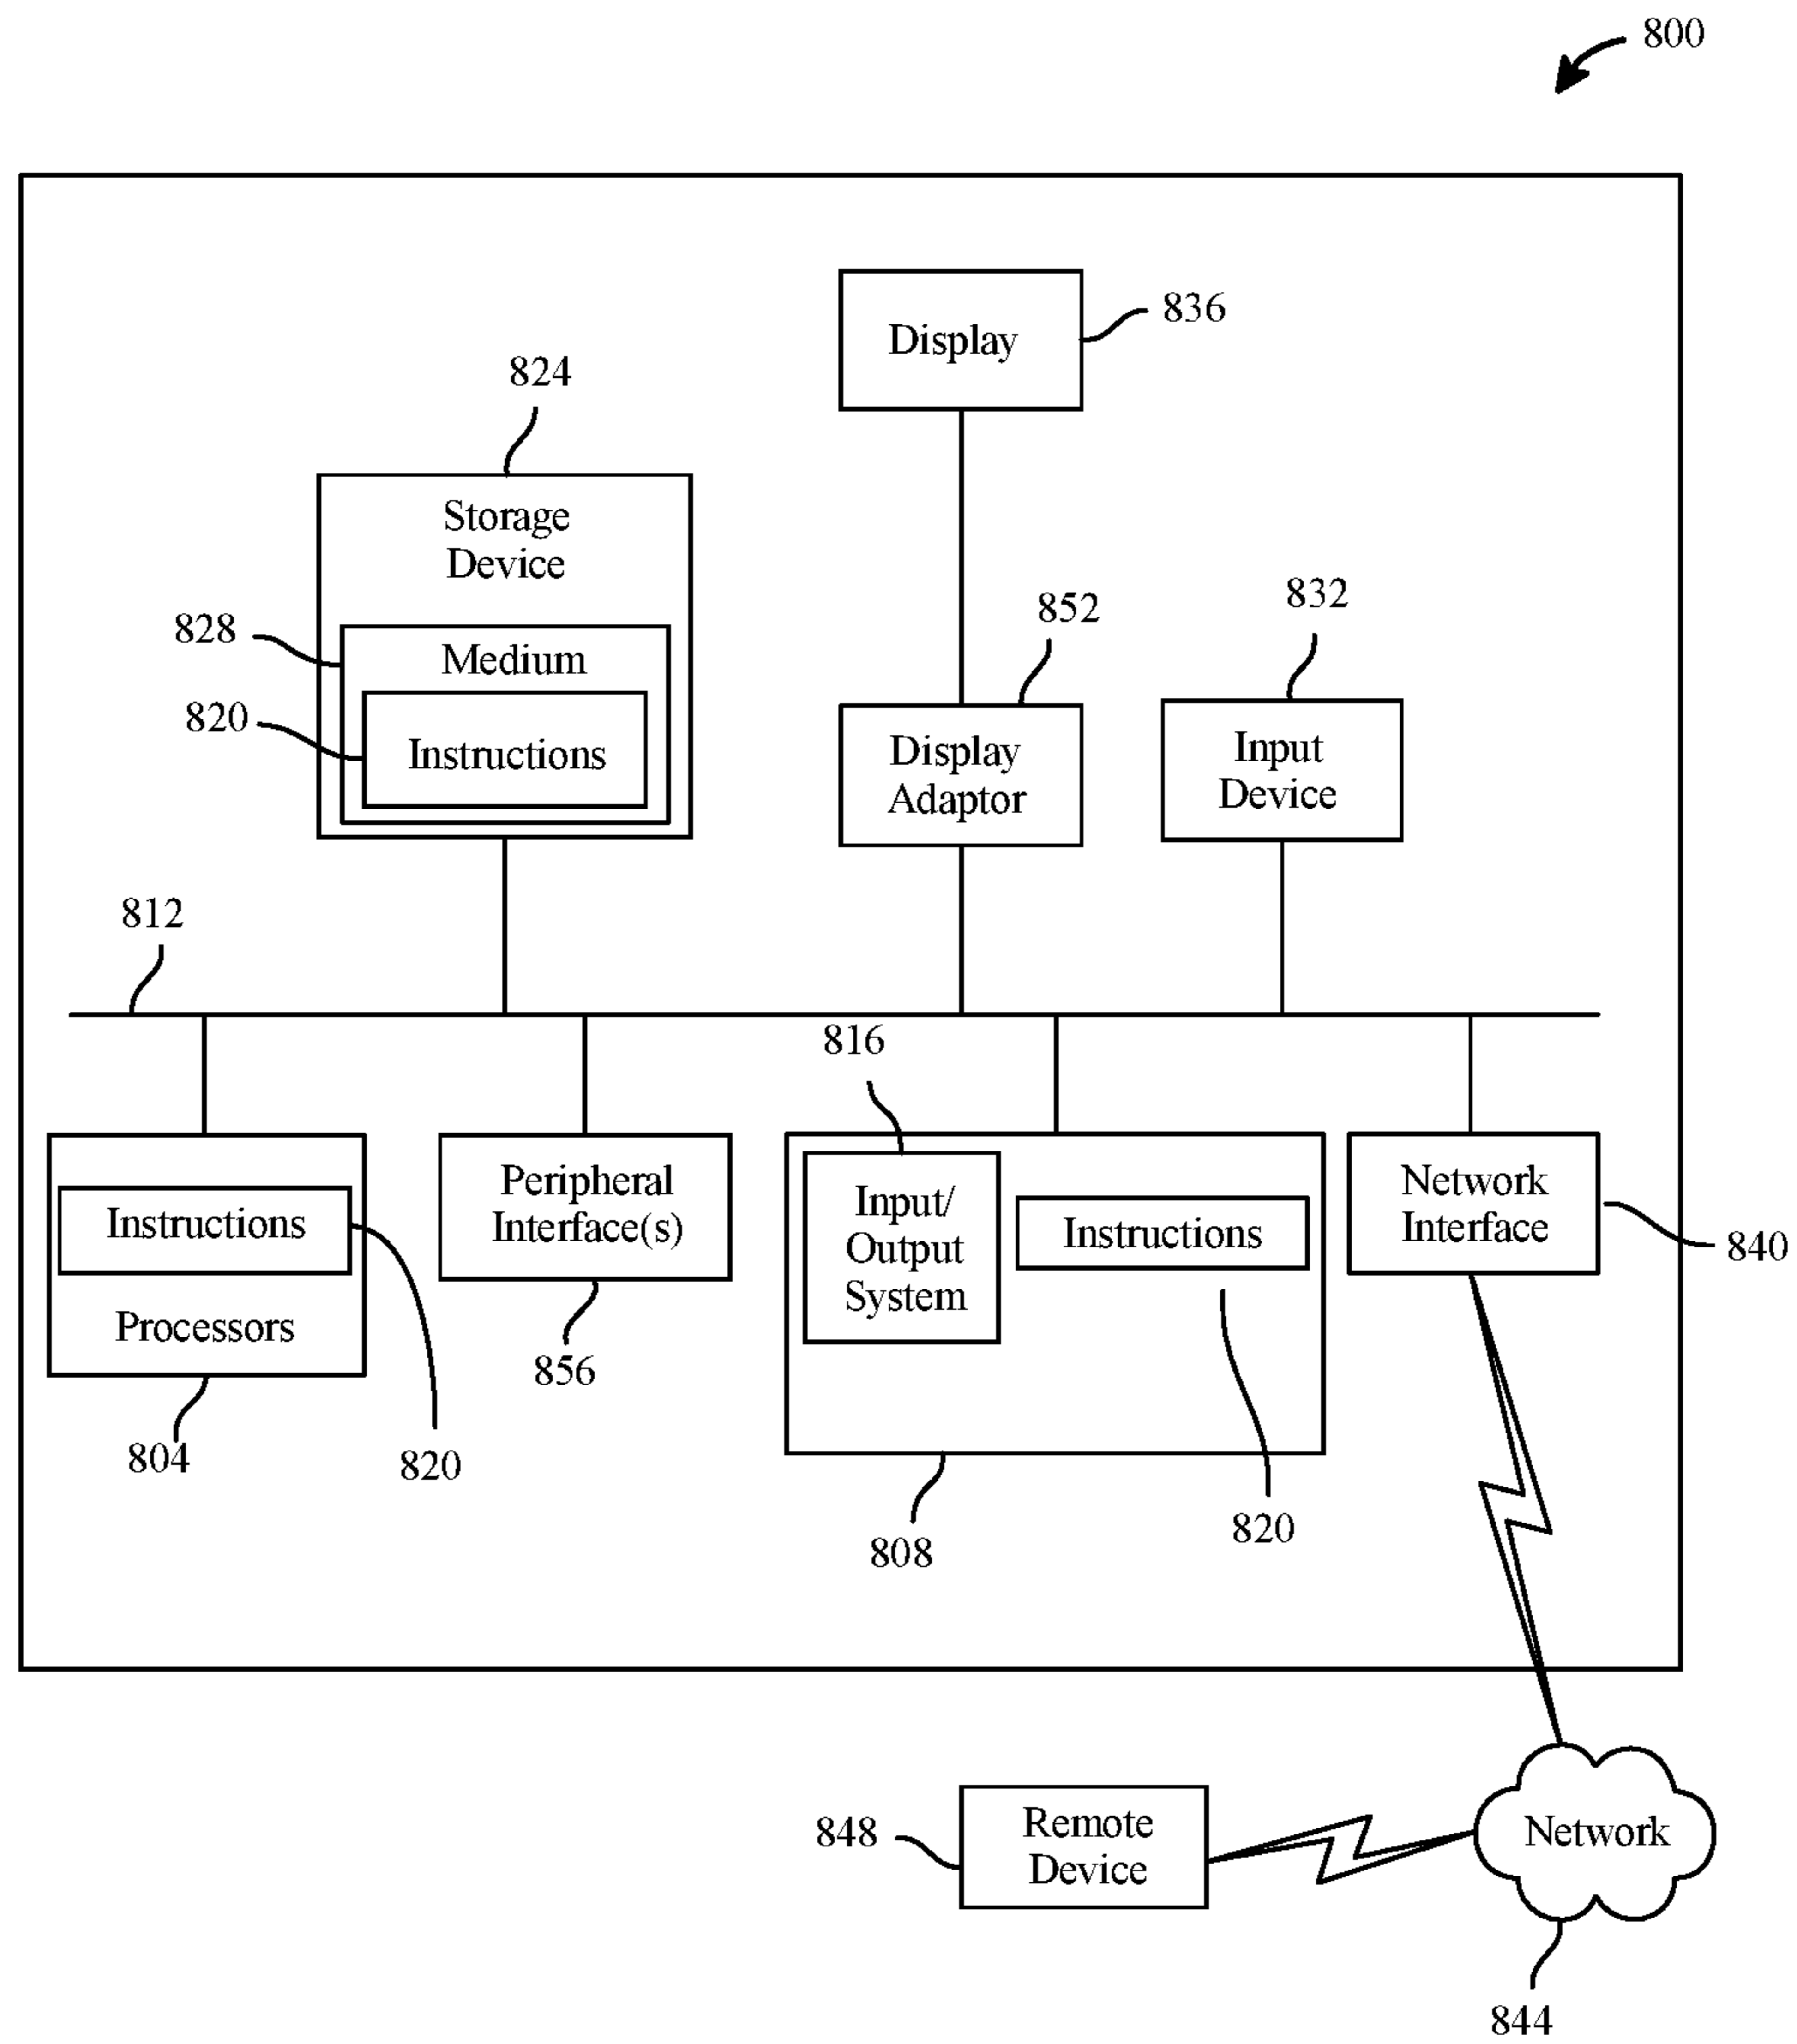 800
Display
836
824
Storage
Device
828
Medium
820
Instructions
852
Display
Adaptor
832
Input
Device
812
816
Instructions
Processors
804
820
Peripheral
Interface(s)
856
Input/
Output
System
Instructions
820
808
Network
Interface
840
848
Remote
Device
Network
844